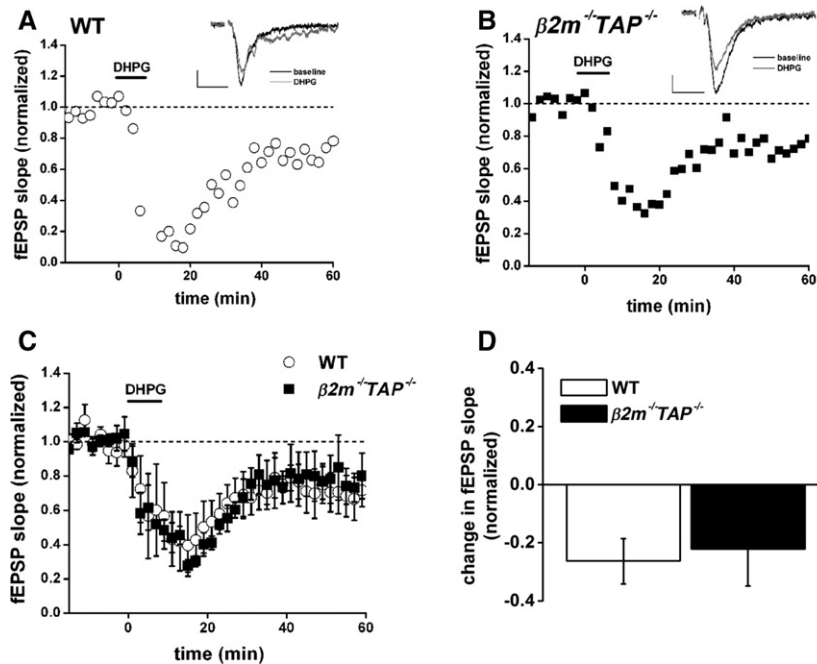 A WT
DHPG
baseline
DHPG
fEPSP slope (normalized)
1.4
1.2
1.0
0.8
0.6
0.4
0.2
0.0
0 20 40 60
time (min)
B β2m-/-TAP-/-
DHPG
baseline
DHPG
fEPSP slope (normalized)
1.4
1.2
1.0
0.8
0.6
0.4
0.2
0.0
0 20 40 60
time (min)
C
WT
β2m-/-TAP-/-
DHPG
fEPSP slope (normalized)
1.4
1.2
1.0
0.8
0.6
0.4
0.2
0.0
0 20 40 60
time (min)
D
WT
β2m-/-TAP-/-
change in fEPSP slope
(normalized)
0.4
0.2
0.0
-0.2
-0.4